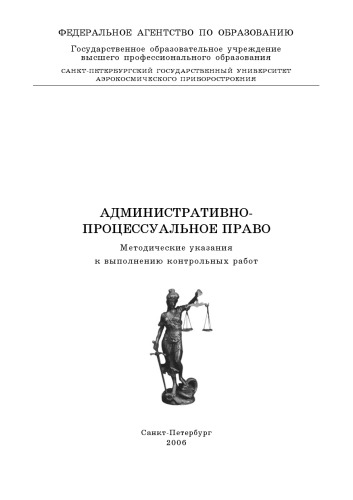 ФЕДЕРАЛЬНОЕ АГЕНТСТВО ПО ОБРАЗОВАНИЮ
Государственное образовательное учреждение
высшего профессионального образования
САНКТ-ПЕТЕРБУРГСКИЙ ГОСУДАРСТВЕННЫЙ УНИВЕРСИТЕТ
АЭРОКОСМИЧЕСКОГО ПРИБОРОСТРОЕНИЯ
АДМИНИСТРАТИВНО-
ПРОЦЕССУАЛЬНОЕ ПРАВО
Методические указания
к выполнению контрольных работ
Санкт-Петербург
2006